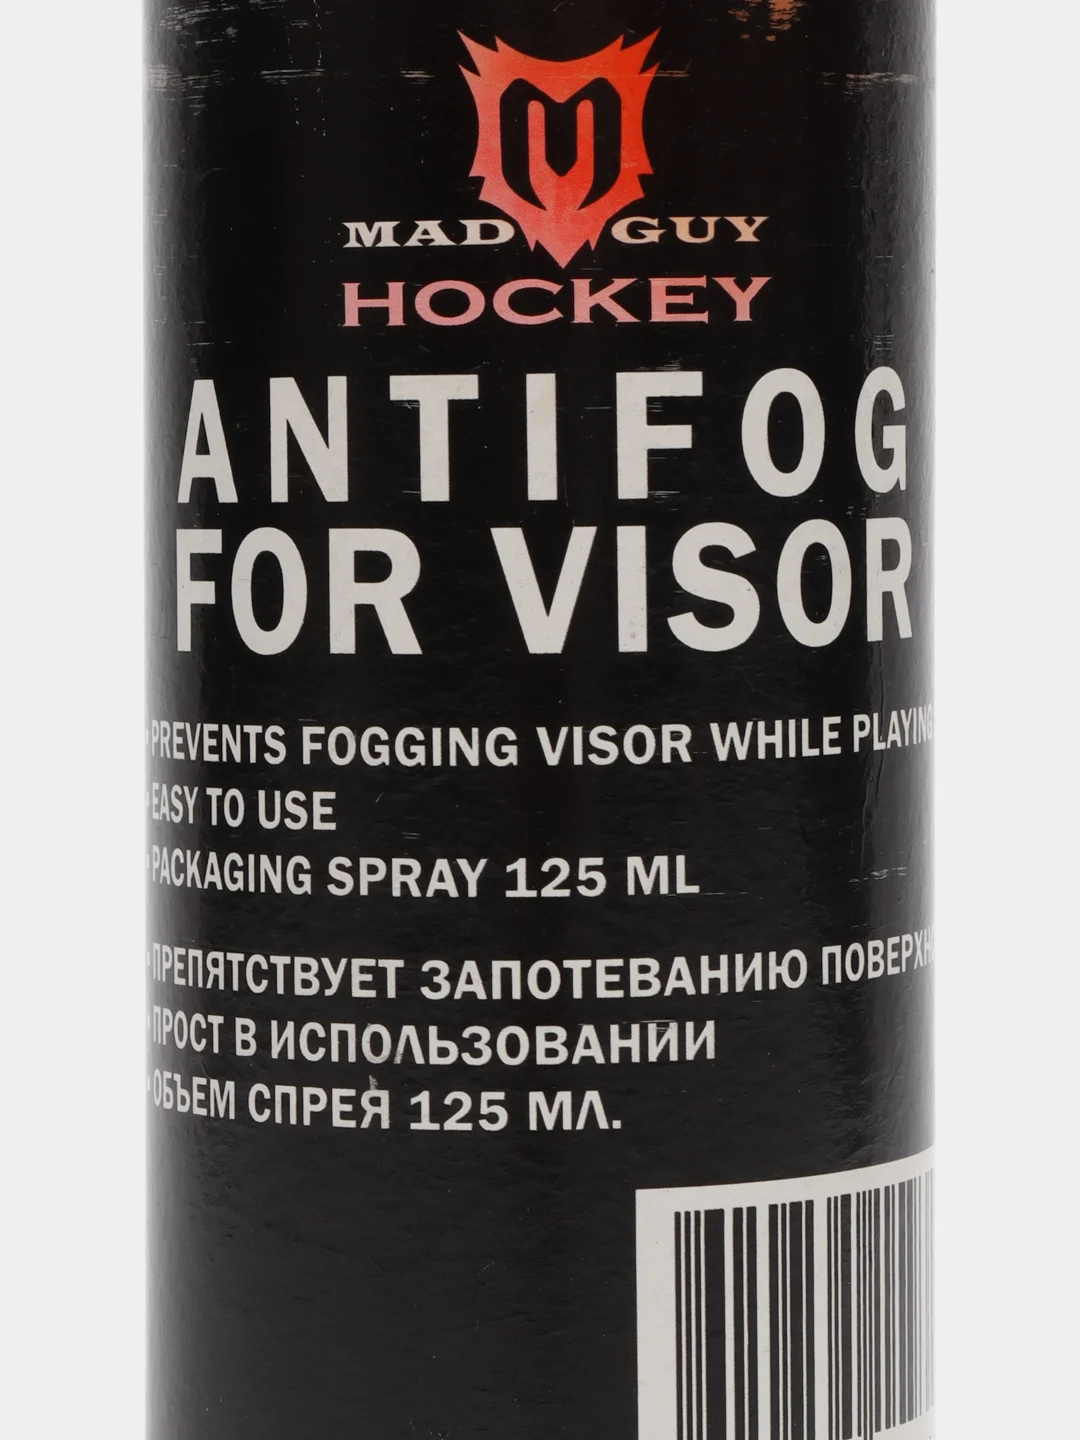 MAD GUY
HOCKEY
ANTIFOG
FOR VISOR
• PREVENTS FOGGING VISOR WHILE PLAYING
• EASY TO USE
• PACKAGING SPRAY 125 ML
• ПРЕПЯТСТВУЕТ ЗАПОТЕВАНИЮ
• ПРОСТ В ИСПОЛЬЗОВАНИИ
• ОБЪЕМ СПРЕЯ 125 МЛ.